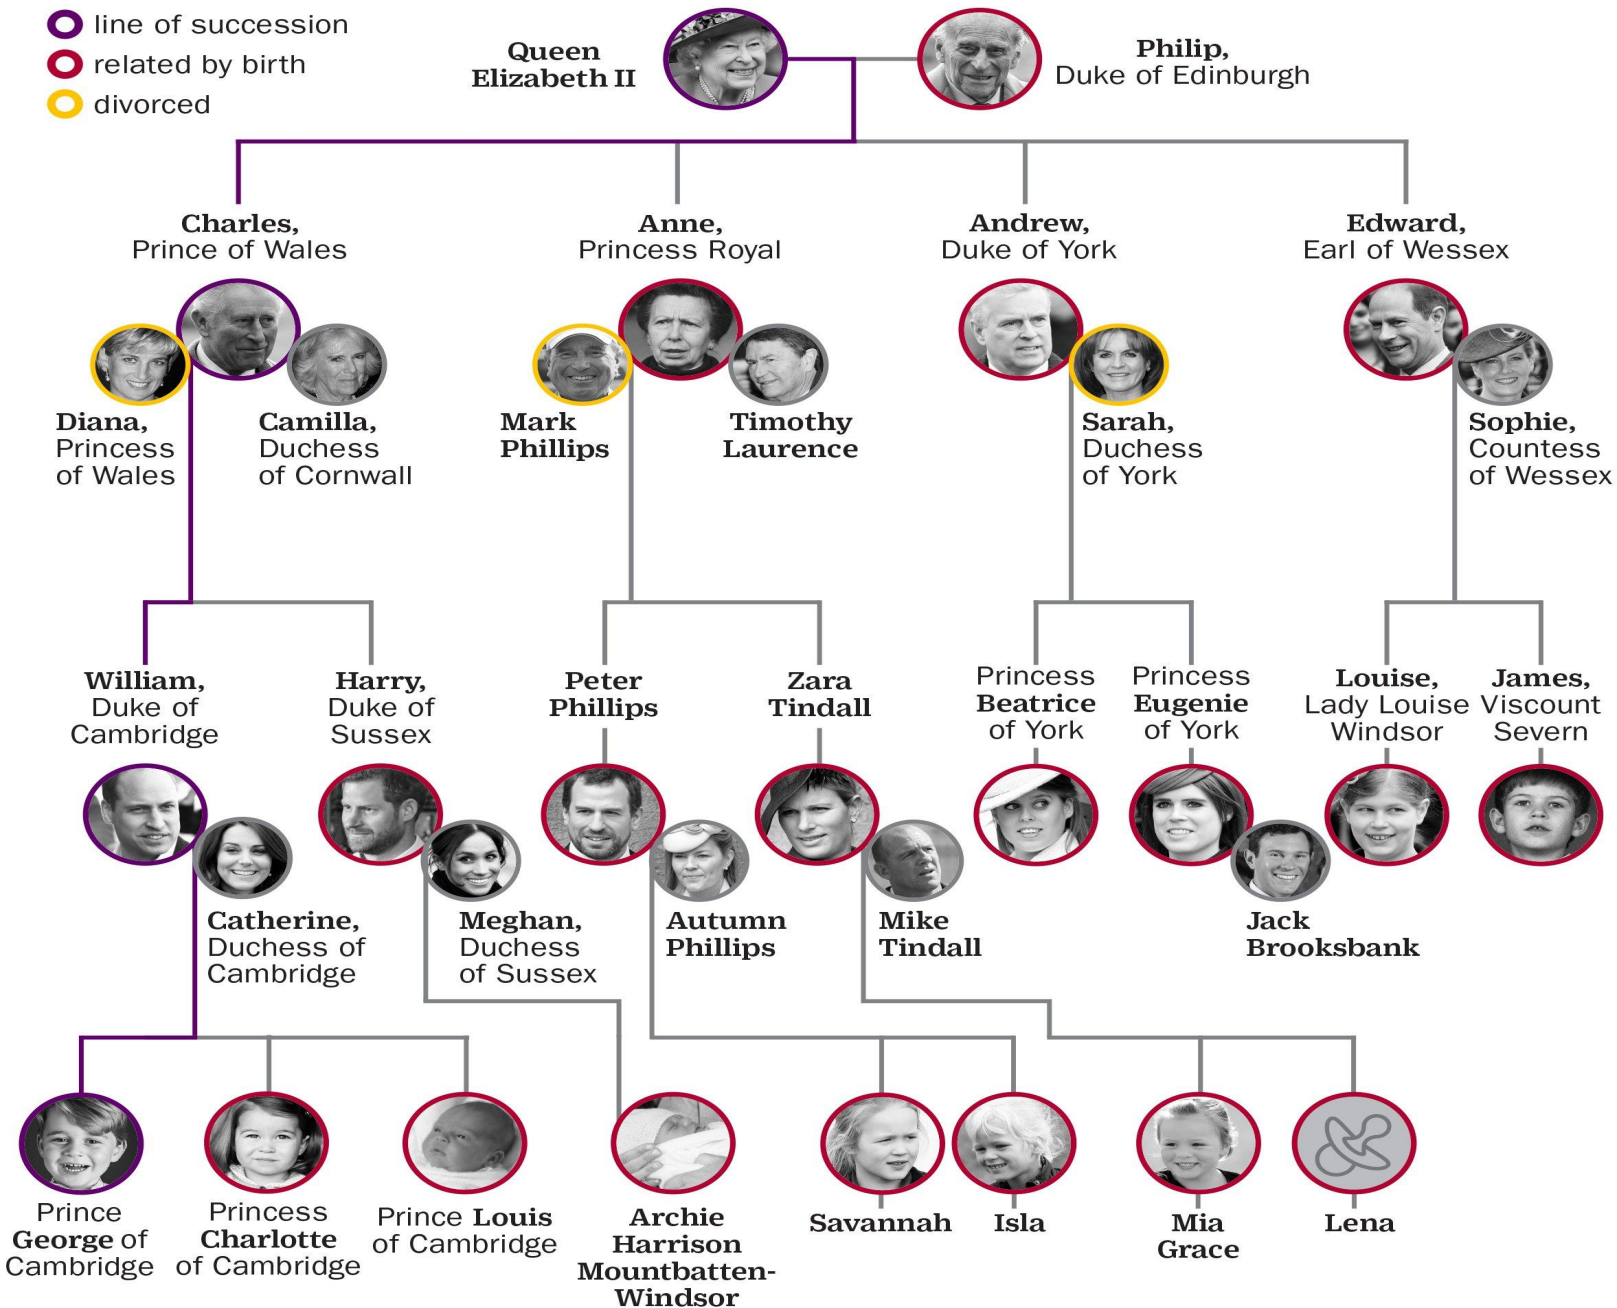 line of succession
related by birth
divorced
Queen
Elizabeth II
Philip,
Duke of Edinburgh
Charles,
Prince of Wales
Anne,
Princess Royal
Andrew,
Duke of York
Edward,
Earl of Wessex
Diana,
Princess
of Wales
Camilla,
Duchess
of Cornwall
Mark
Phillips
Timothy
Laurence
Sarah,
Duchess
of York
Sophie,
Countess
of Wessex
William,
Duke of
Cambridge
Harry,
Duke of
Sussex
Peter
Phillips
Zara
Tindall
Princess
Beatrice
of York
Princess
Eugenie
of York
Louise,
Lady Louise
Windsor
James,
Viscount
Severn
Catherine,
Duchess of
Cambridge
Meghan,
Duchess
of Sussex
Autumn
Phillips
Mike
Tindall
Jack
Brooksbank
Prince
George of
Cambridge
Princess
Charlotte
of Cambridge
Prince Louis
of Cambridge
Archie
Harrison
Mountbatten-
Windsor
Savannah
Isla
Mia
Grace
Lena